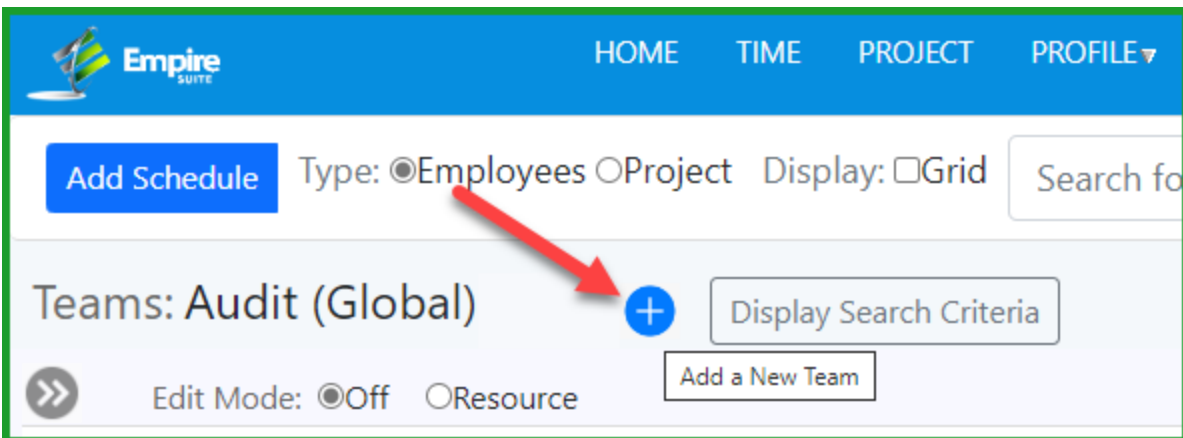 Empire
SUITE
HOME TIME PROJECT PROFILE
Add Schedule Type: Employees Project Display: Grid Search fo
Teams: Audit (Global) Display Search Criteria
Add a New Team
Edit Mode: Off Resource